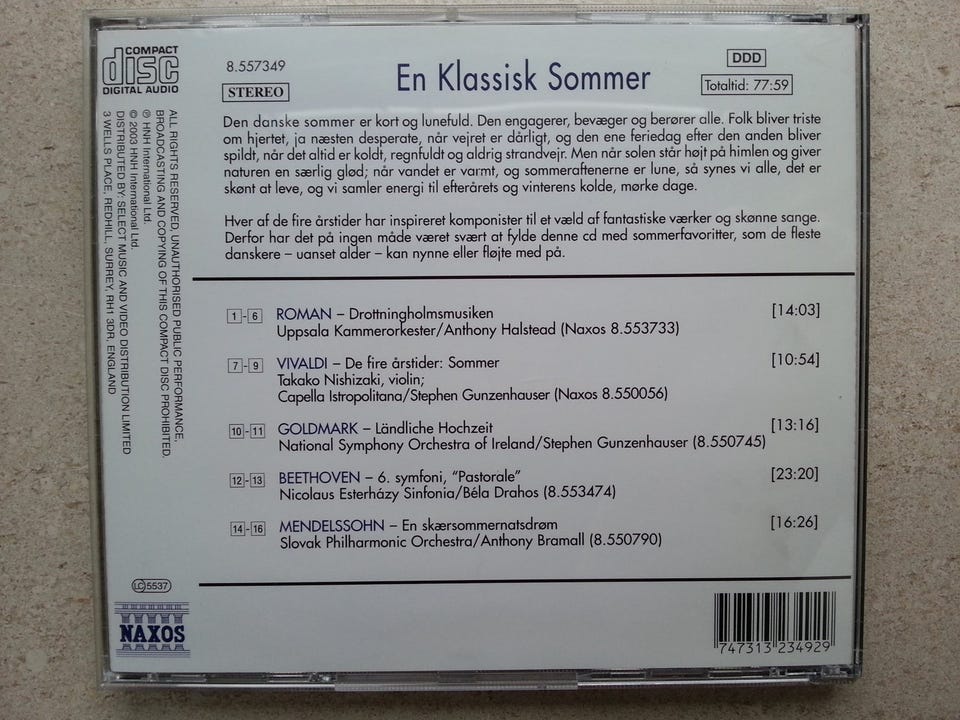 COMPACT
disc
DIGITAL AUDIO
8.557349
STEREO
En Klassisk Sommer
DDD
Totaltid: 77:59
Den danske sommer er kort og lunefuld. Den engagerer, bevæger og berører alle. Folk bliver triste
om hjertet, ja næsten desperate, når vejret er dårligt, og den ene feriedag efter den anden bliver
spildt, når det altid er koldt, regnfuldt og aldrig strandvejr. Men når solen står højt på himlen og giver
naturen en særlig glød; når vandet er varmt, og sommeraftenerne er lune, så synes vi alle, det er
skønt at leve, og vi samler energi til efterårets og vinterens kolde, mørke dage.
Hver af de fire årstider har inspireret komponister til et væld af fantastiske værker og skønne sange.
Derfor har det på ingen måde været svært at fylde denne cd med sommerfavoritter, som de fleste
danskere – uanset alder – kan nynne eller fløjte med på.
1-6 ROMAN – Drottningholmsmusiken [14:03]
Uppsala Kammerorkester/Anthony Halstead (Naxos 8.553733)
7-9 VIVALDI – De fire årstider: Sommer [10:54]
Takako Nishizaki, violin;
Capella Istropolitana/Stephen Gunzenhauser (Naxos 8.550056)
10-11 GOLDMARK – Ländliche Hochzeit [13:16]
National Symphony Orchestra of Ireland/Stephen Gunzenhauser (8.550745)
12-13 BEETHOVEN – 6. symfoni, “Pastorale” [23:20]
Nicolaus Esterházy Sinfonia/Béla Drahos (8.553474)
14-16 MENDELSSOHN – En skærsommernatsdrøm [16:26]
Slovak Philharmonic Orchestra/Anthony Bramall (8.550790)
ALL RIGHTS RESERVED, UNAUTHORISED PUBLIC PERFORMANCE,
BROADCASTING AND COPYING OF THIS COMPACT DISC PROHIBITED.
℗ HNH International Ltd.
© 2003 HNH International Ltd.
DISTRIBUTED BY: SELECT MUSIC AND VIDEO DISTRIBUTION LIMITED
3 WELLS PLACE, REDHILL, SURREY, RH1 3DR, ENGLAND
LC 5537
NAXOS
747313 234929